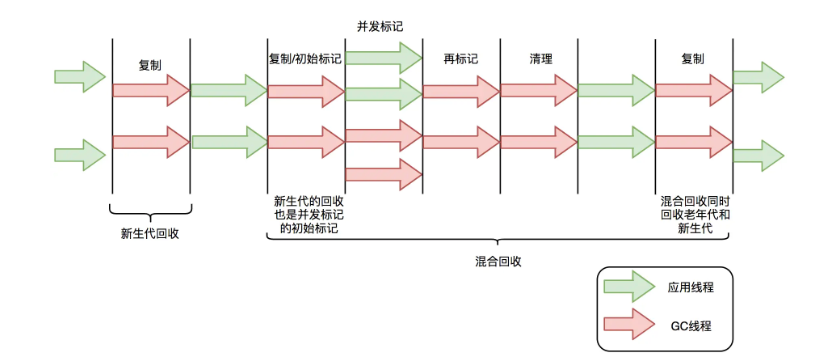 并发标记
复制
复制/初始标记
再标记
清理
复制
新生代的回收
也是并发标记
的初始标记
混合回收同时
回收老年代和
新生代
新生代回收
混合回收
应用线程
GC线程